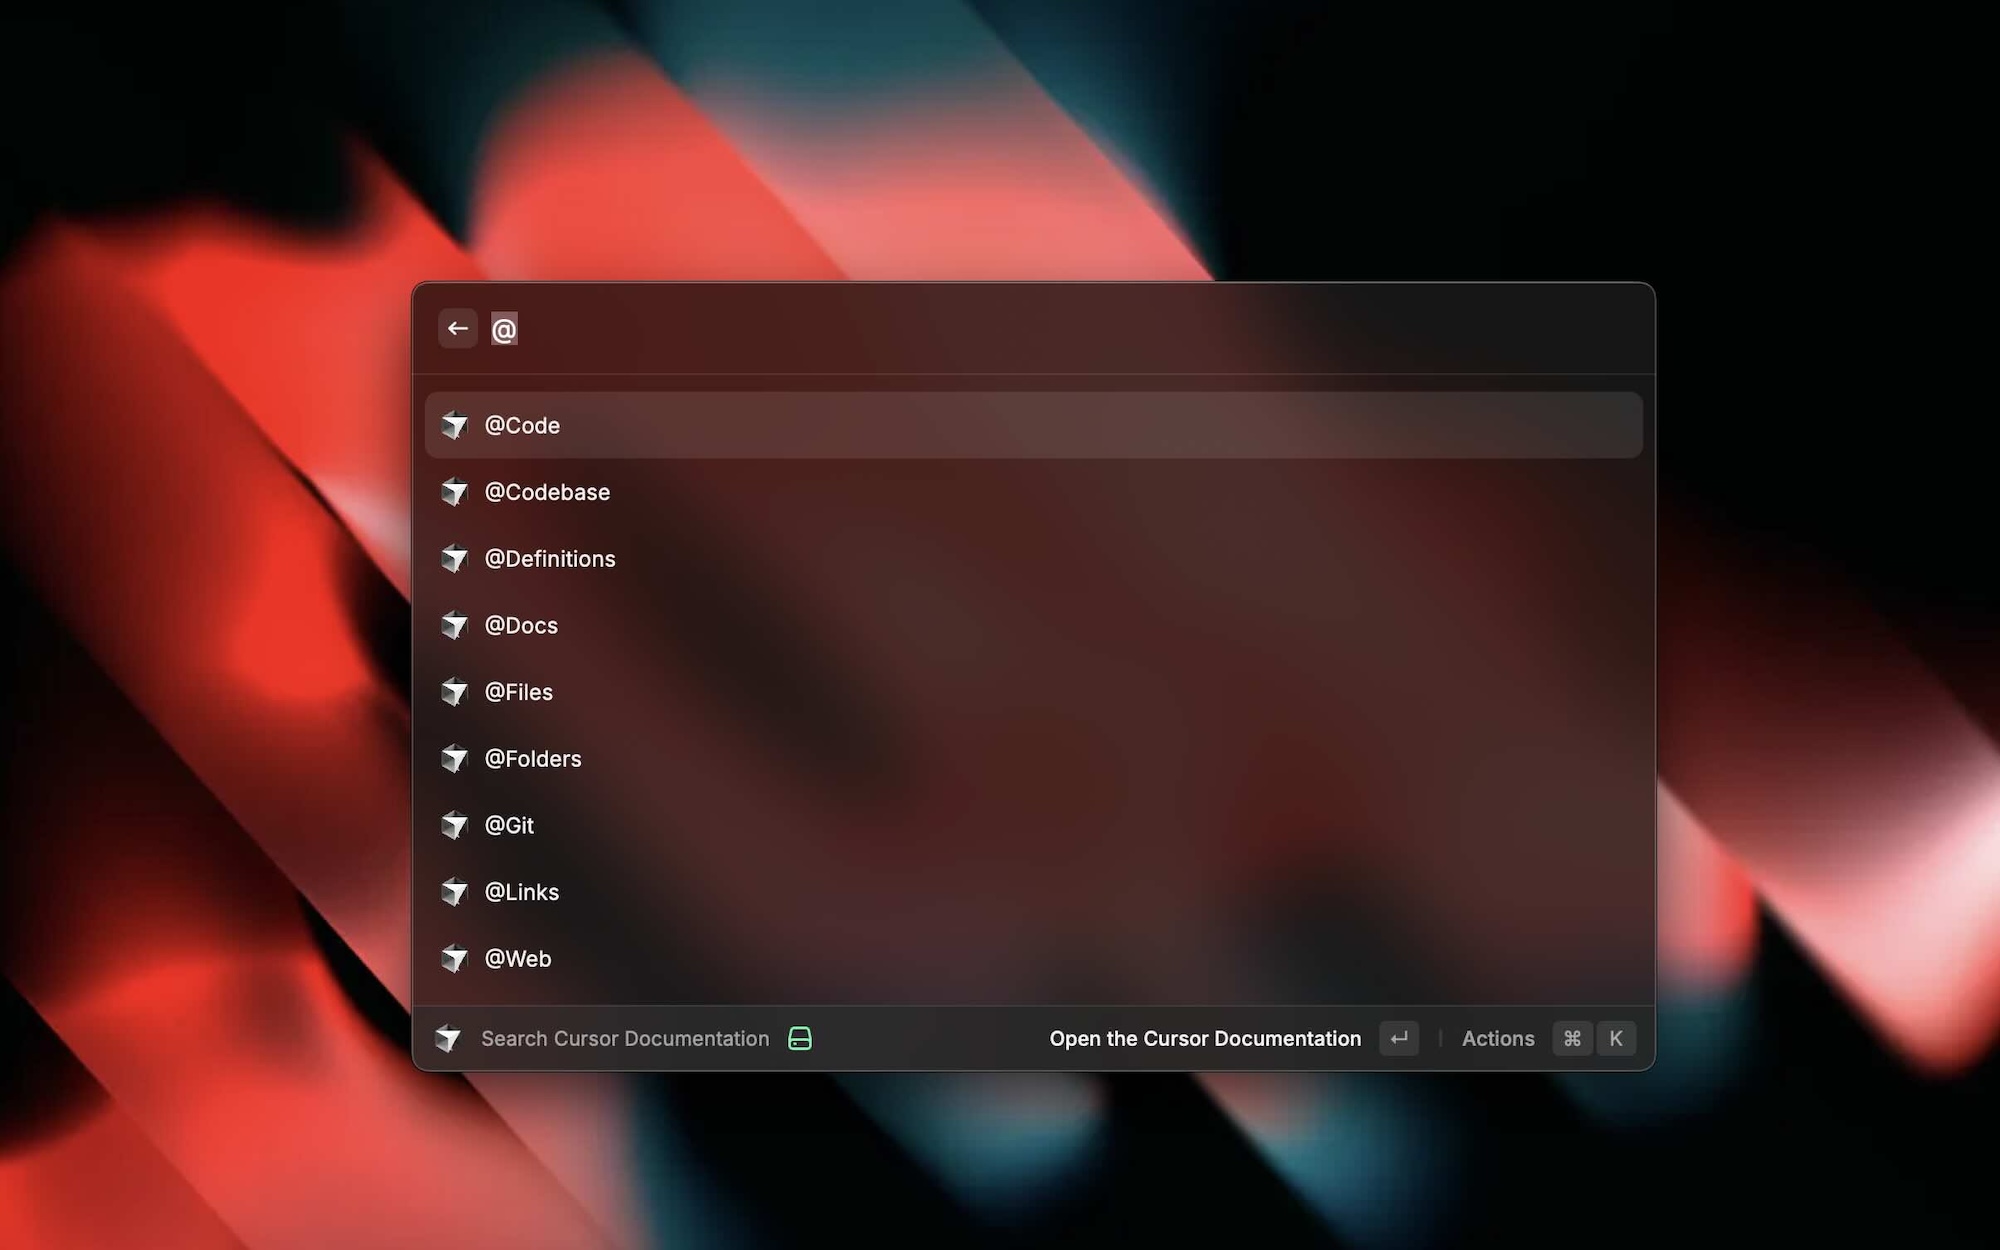 @
@Code
@Codebase
@Definitions
@Docs
@Files
@Folders
@Git
@Links
@Web
Search Cursor Documentation Open the Cursor Documentation ↵ | Actions ⌘ K